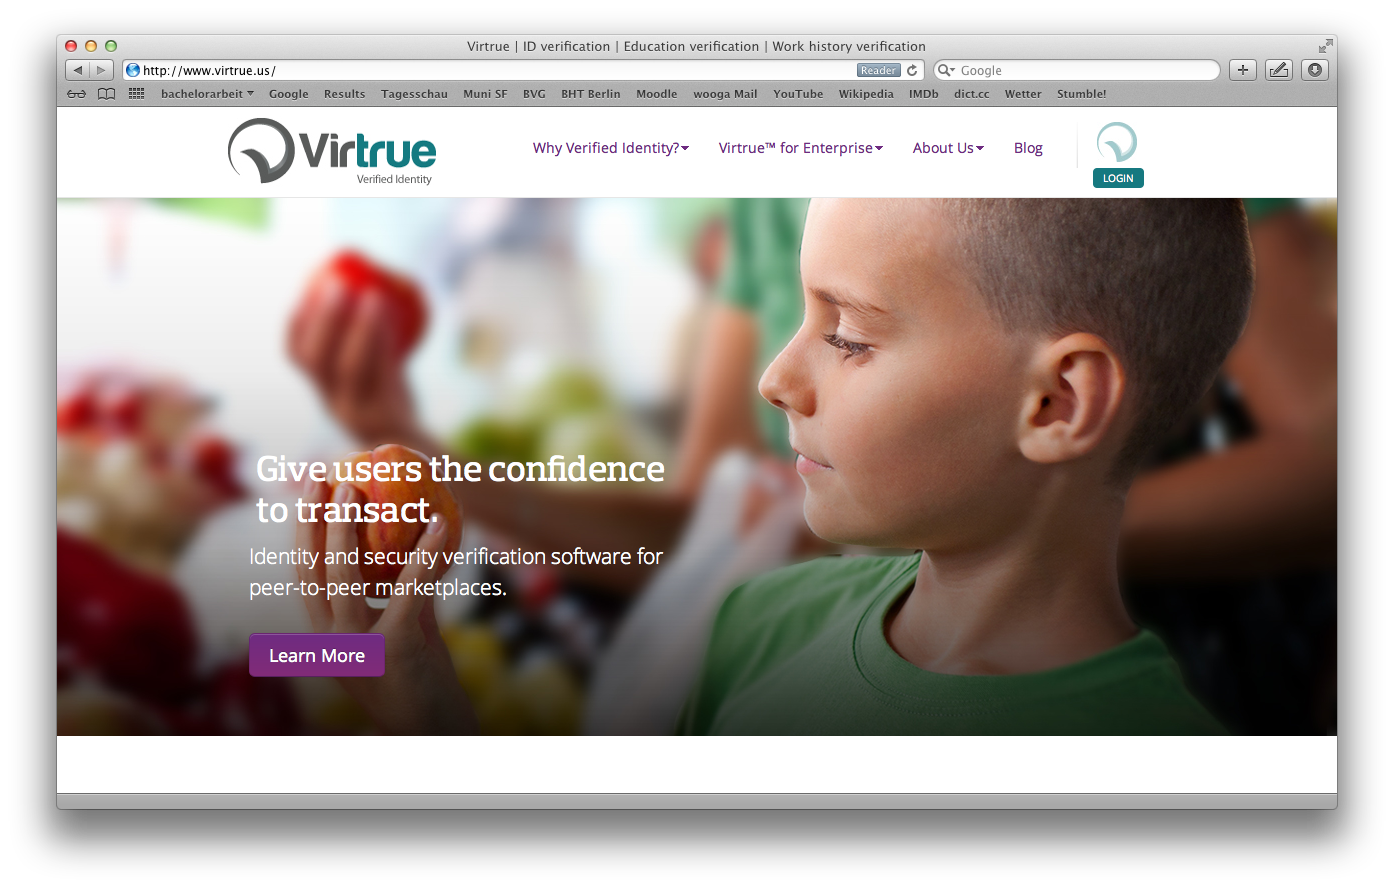 Virtrue | ID verification | Education verification | Work history verification
http://www.virtrue.us/
Reader
Google
bachelorarbeit Google Results Tagesschau Muni SF BVG BHT Berlin Moodle wooga Mail YouTube Wikipedia IMDb dict.cc Wetter Stumble!
Virtrue
Verified Identity
Why Verified Identity? Virtrue™ for Enterprise About Us Blog
LOGIN
Give users the confidence
to transact.
Identity and security verification software for
peer-to-peer marketplaces.
Learn More